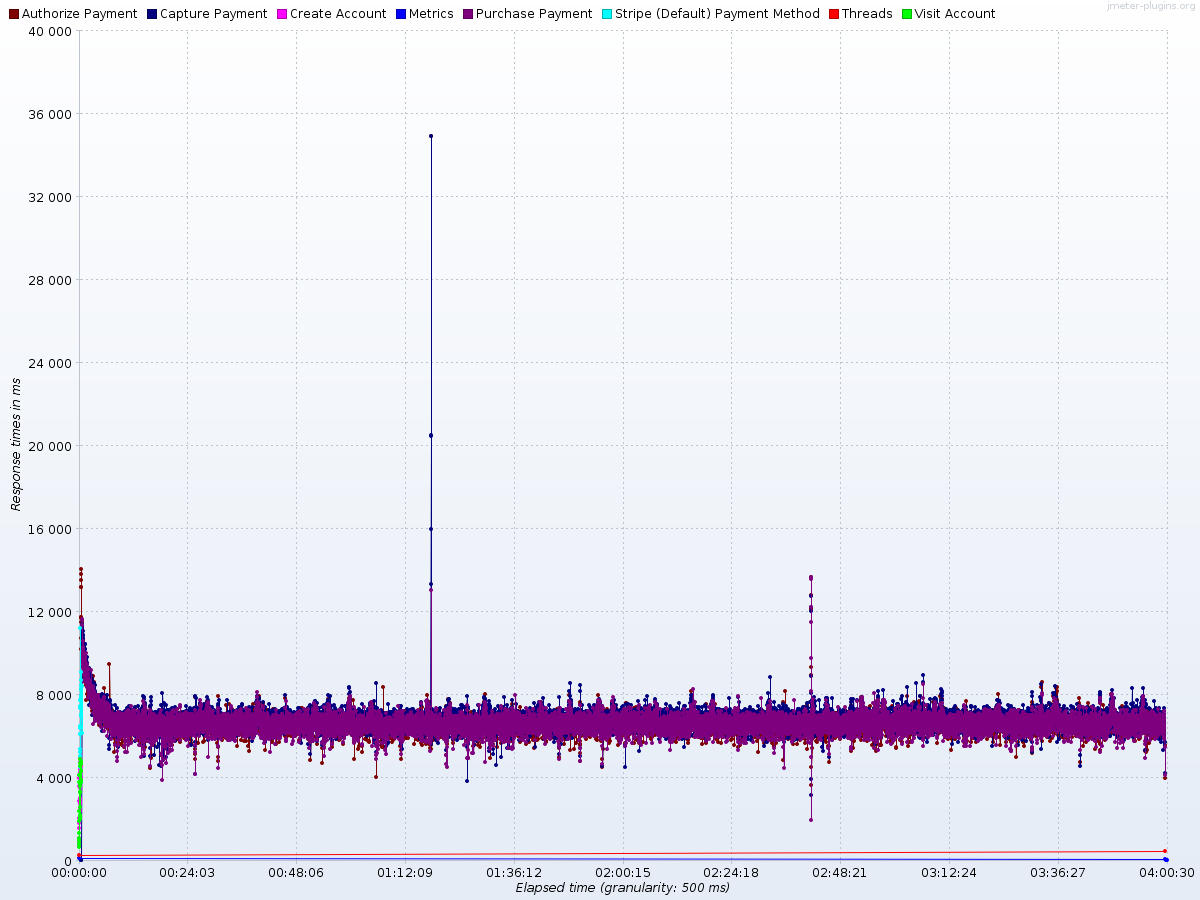 Authorize Payment Capture Payment Create Account Metrics Purchase Payment Stripe (Default) Payment Method Threads Visit Account
jmeter-plugins.org
40 000
36 000
32 000
28 000
24 000
20 000
16 000
12 000
8 000
4 000
0
Response times in ms
00:00:00 00:24:03 00:48:06 01:12:09 01:36:12 02:00:15 02:24:18 02:48:21 03:12:24 03:36:27 04:00:30
Elapsed time (granularity: 500 ms)